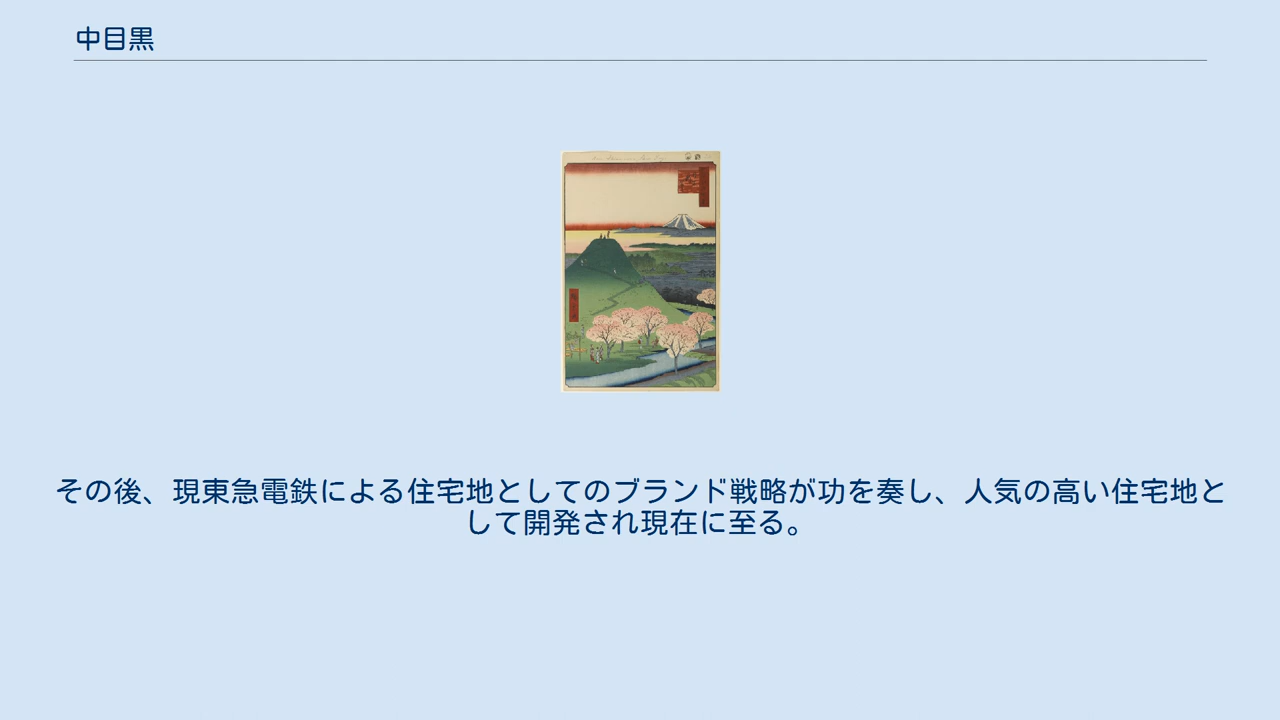 中目黒
その後、現東急電鉄による住宅地としてのブランド戦略が功を奏し、人気の高い住宅地と
して開発され現在に至る。